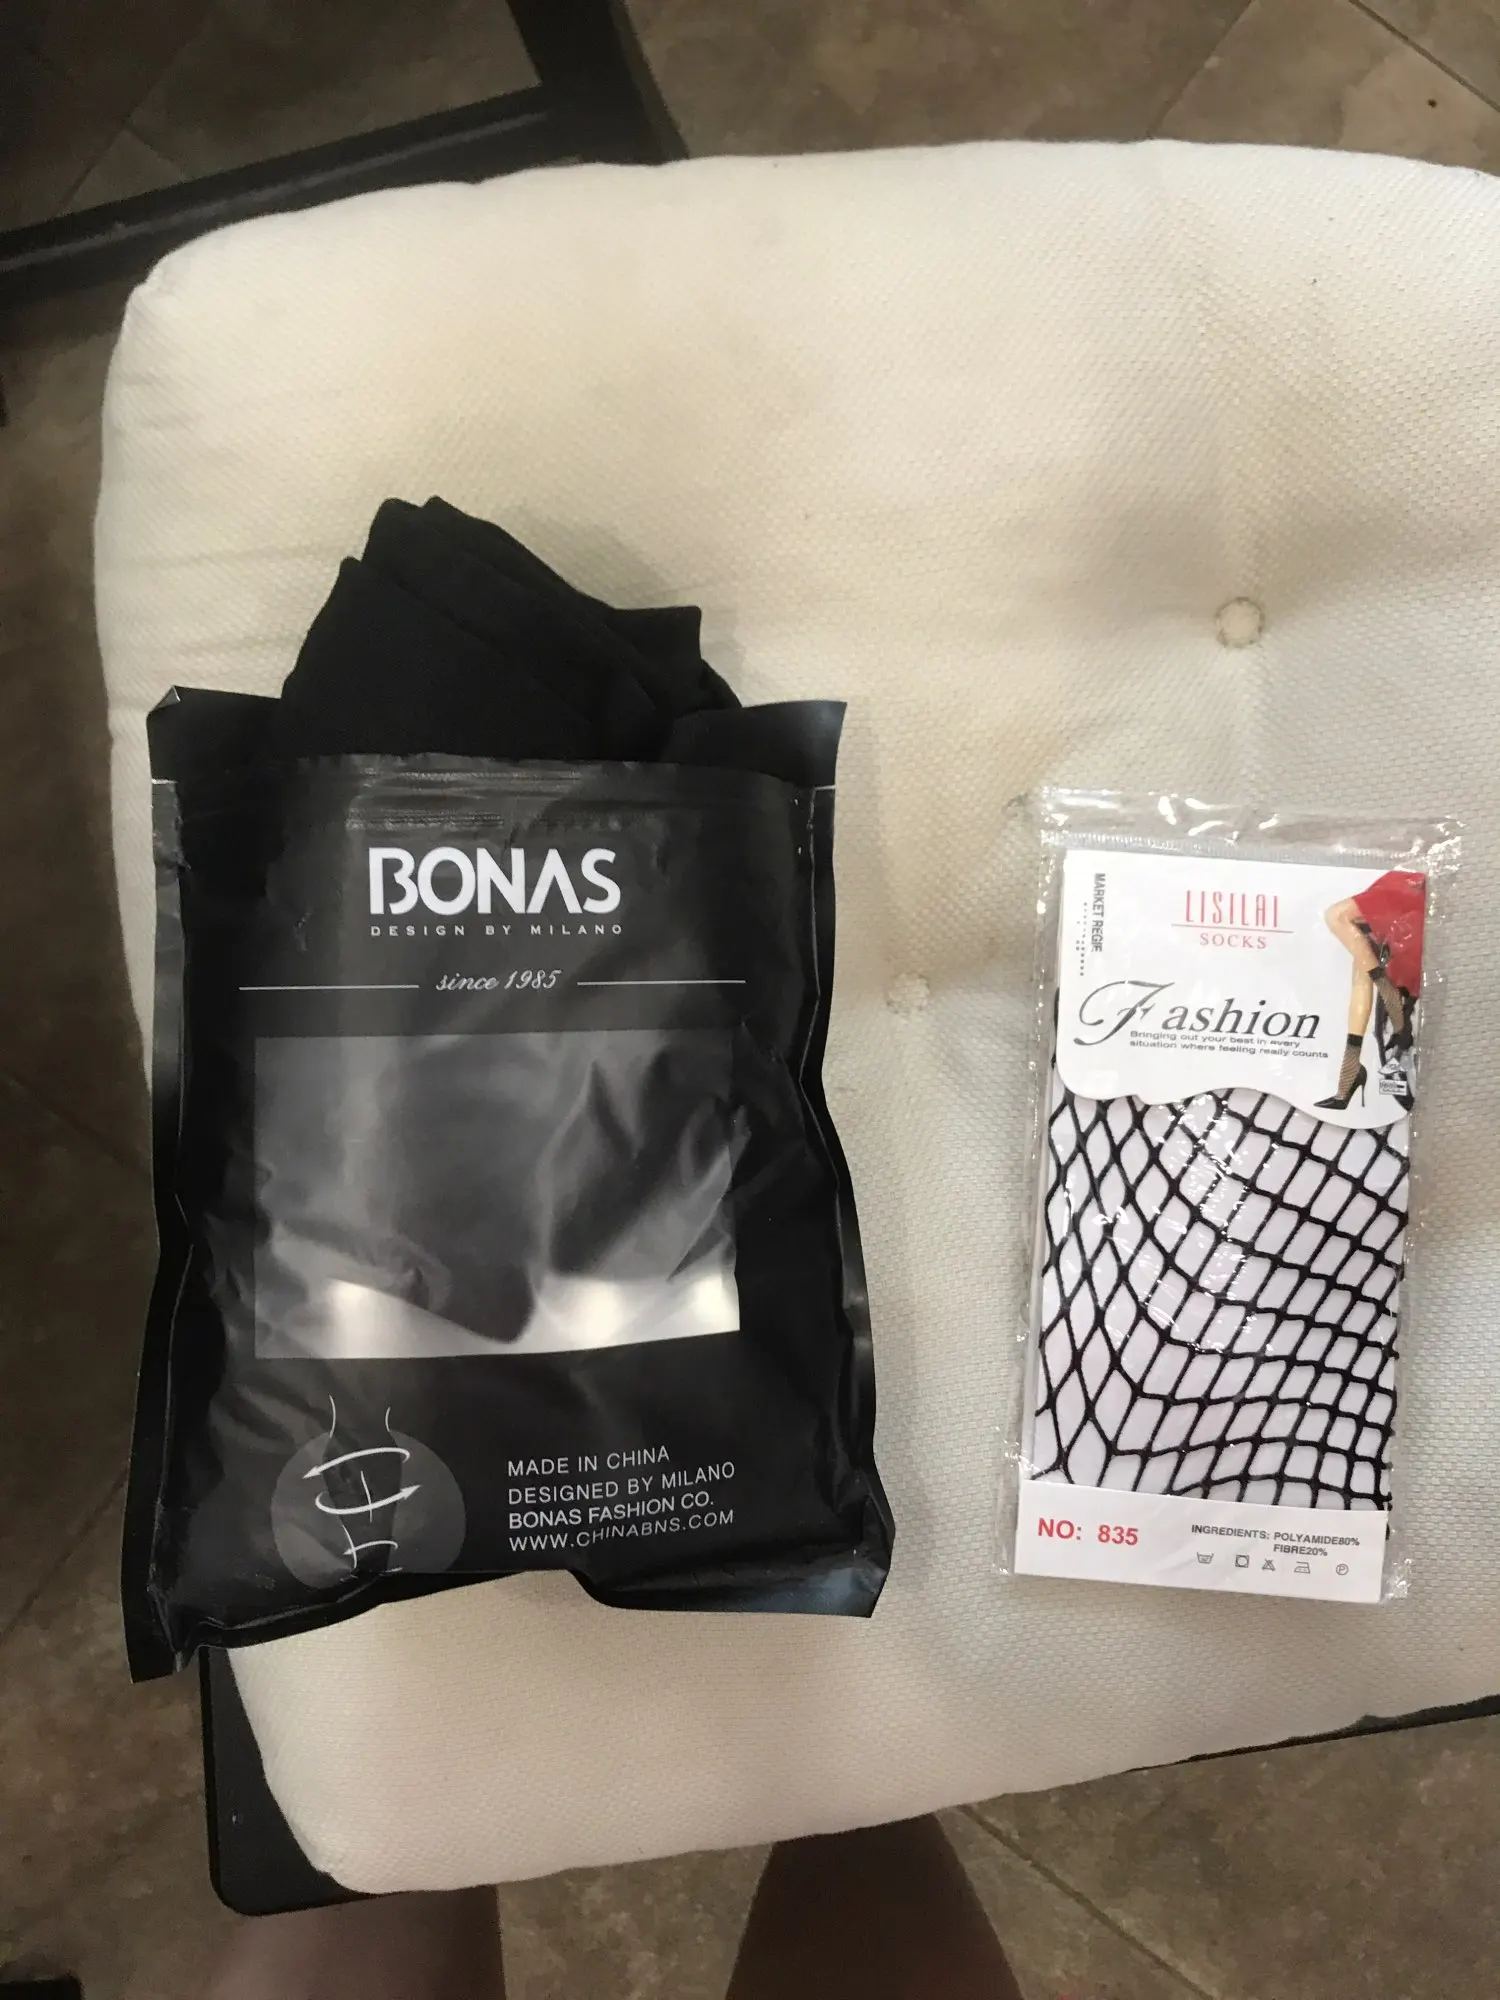 BONAS
DESIGN BY MILANO
since 1985
MADE IN CHINA
DESIGNED BY MILANO
BONAS FASHION CO.
WWW.CHINABNS.COM
MARKET REGIE
LISILAI
SOCKS
Fashion
Bringing out your best in every
situation where feeling really counts
NO: 835
INGREDIENTS: POLYAMIDE80%
FIBRE20%